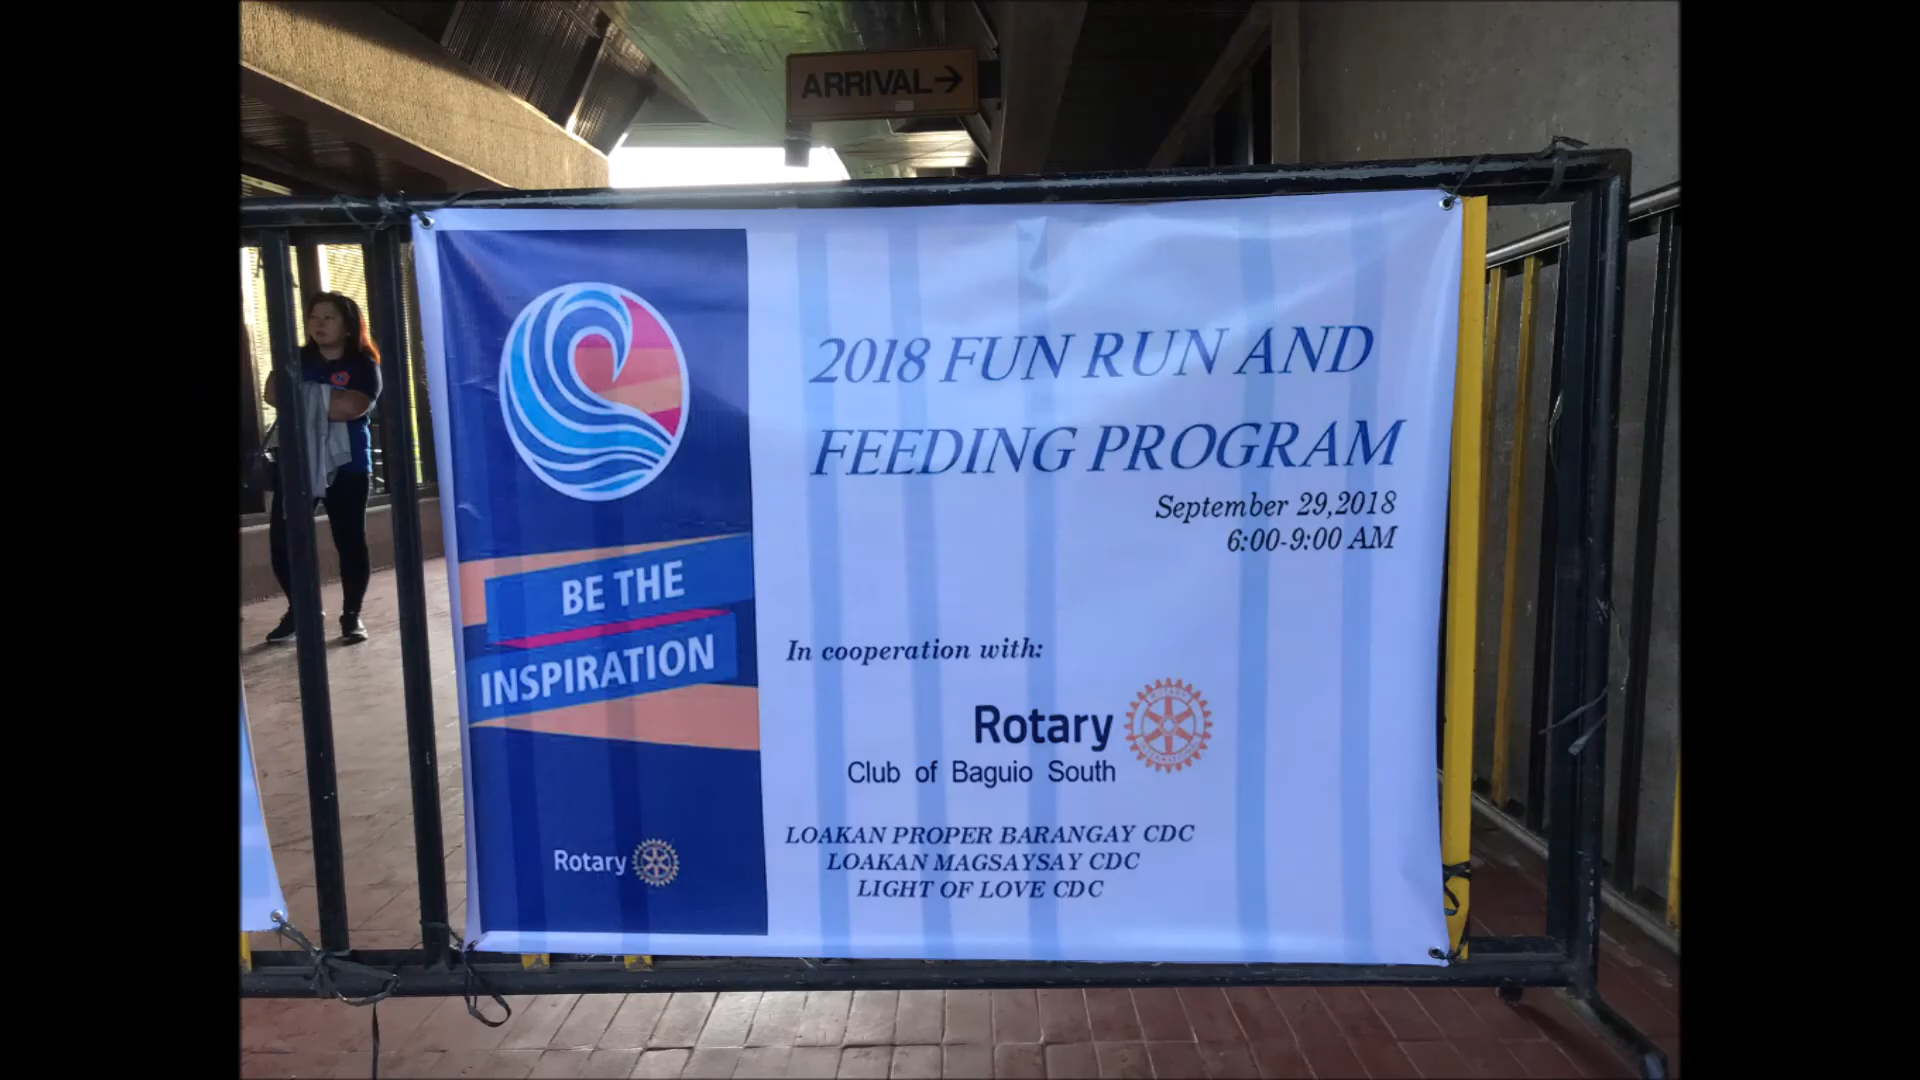 ARRIVAL→
2018 FUN RUN AND
FEEDING PROGRAM
September 29,2018
6:00-9:00 AM
BE THE
INSPIRATION
In cooperation with:
Rotary
Club of Baguio South
LOAKAN PROPER BARANGAY CDC
LOAKAN MAGSAYSAY CDC
LIGHT OF LOVE CDC
Rotary